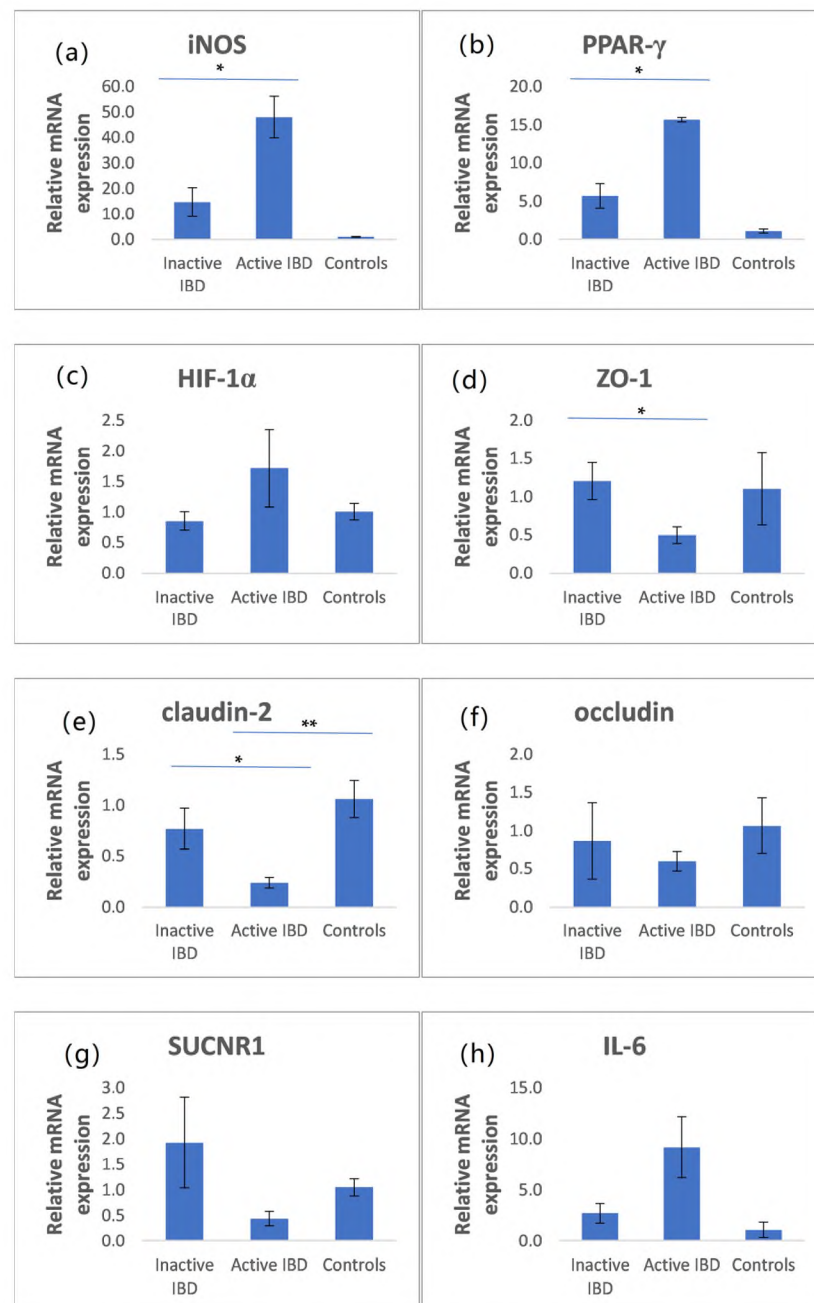 (a)
iNOS
Relative mRNA
expression
60.0
50.0
40.0
30.0
20.0
10.0
0.0
*
Inactive
IBD
Active IBD
Controls
(b)
PPAR-γ
Relative mRNA
expression
20.0
15.0
10.0
5.0
0.0
*
Inactive
IBD
Active IBD
Controls
(c)
HIF-1α
Relative mRNA
expression
2.5
2.0
1.5
1.0
0.5
0.0
Inactive
IBD
Active IBD
Controls
(d)
ZO-1
Relative mRNA
expression
2.0
1.5
1.0
0.5
0.0
*
Inactive
IBD
Active IBD
Controls
(e)
claudin-2
Relative mRNA
expression
1.5
1.0
0.5
0.0
**
*
Inactive
IBD
Active IBD
Controls
(f)
occludin
Relative mRNA
expression
2.0
1.5
1.0
0.5
0.0
Inactive
IBD
Active IBD
Controls
(g)
SUCNR1
Relative mRNA
expression
3.0
2.5
2.0
1.5
1.0
0.5
0.0
Inactive
IBD
Active IBD
Controls
(h)
IL-6
Relative mRNA
expression
15.0
10.0
5.0
0.0
Inactive
IBD
Active IBD
Controls